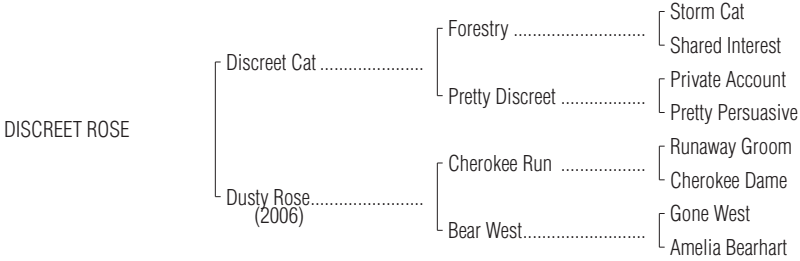 Storm Cat
Forestry ............................
Shared Interest
Discreet Cat ......................
Private Account
Pretty Discreet ..................
Pretty Persuasive
DISCREET ROSE
Runaway Groom
Cherokee Run ..................
Cherokee Dame
Dusty Rose........................
(2006)
Gone West
Bear West..........................
Amelia Bearhart